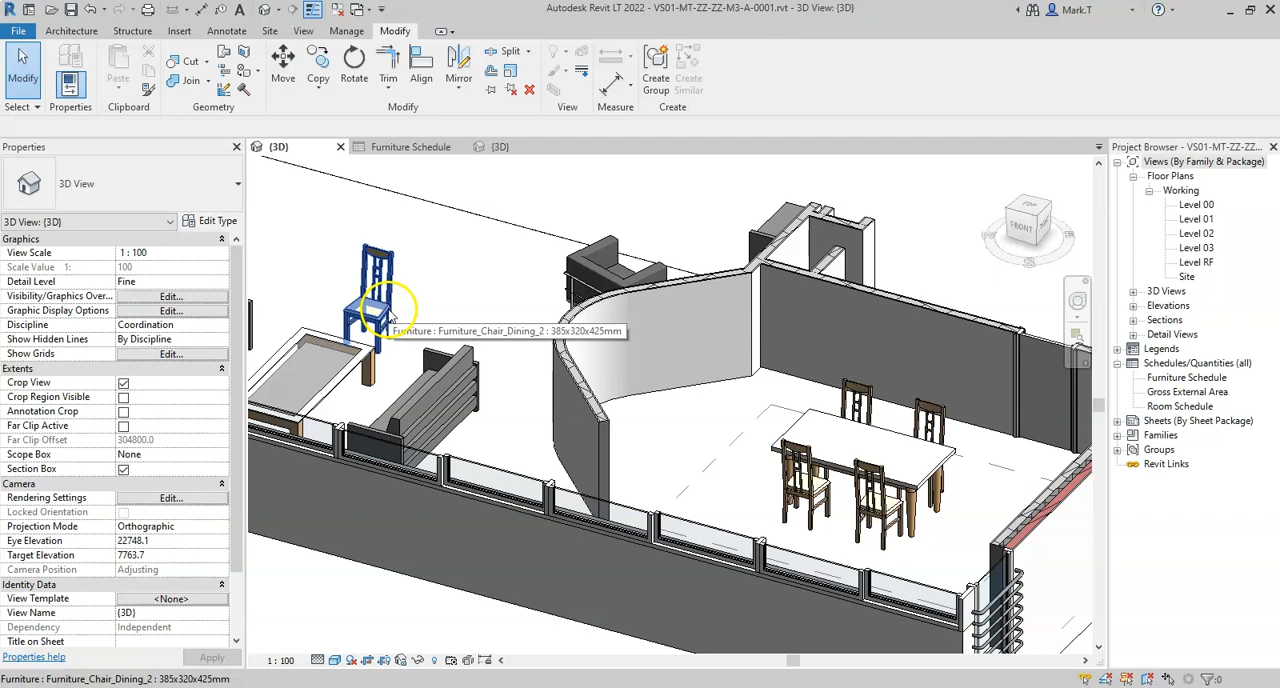 Autodesk Revit LT 2022 - VS01-MT-ZZ-ZZ-M3-A-0001.rvt - 3D View: {3D}
Mark.T
File Architecture Structure Insert Annotate Site View Manage Modify
Modify Paste Cut Join Move Copy Rotate Trim Align Mirror Split Create Group Create Similar
Select Properties Clipboard Geometry Modify View Measure Create
Properties
{3D} Furniture Schedule {3D}
Project Browser - VS01-MT-ZZ-ZZ...
3D View
3D View: {3D} Edit Type
Graphics
View Scale 1 : 100
Scale Value 1: 100
Detail Level Fine
Visibility/Graphics Over... Edit...
Graphic Display Options Edit...
Discipline Coordination
Show Hidden Lines By Discipline
Show Grids Edit...
Extents
Crop View
Crop Region Visible
Annotation Crop
Far Clip Active
Far Clip Offset 304800.0
Scope Box None
Section Box
Camera
Rendering Settings Edit...
Locked Orientation
Projection Mode Orthographic
Eye Elevation 22748.1
Target Elevation 7763.7
Camera Position Adjusting
Identity Data
View Template <None>
View Name {3D}
Dependency Independent
Title on Sheet
Properties help Apply
Furniture : Furniture_Chair_Dining_2 : 385x320x425mm
TOP
FRONT
Views (By Family & Package)
Floor Plans
Working
Level 00
Level 01
Level 02
Level 03
Level RF
Site
3D Views
Elevations
Sections
Detail Views
Legends
Schedules/Quantities (all)
Furniture Schedule
Gross External Area
Room Schedule
Sheets (By Sheet Package)
Families
Groups
Revit Links
1 : 100
Furniture : Furniture_Chair_Dining_2 : 385x320x425mm
:0